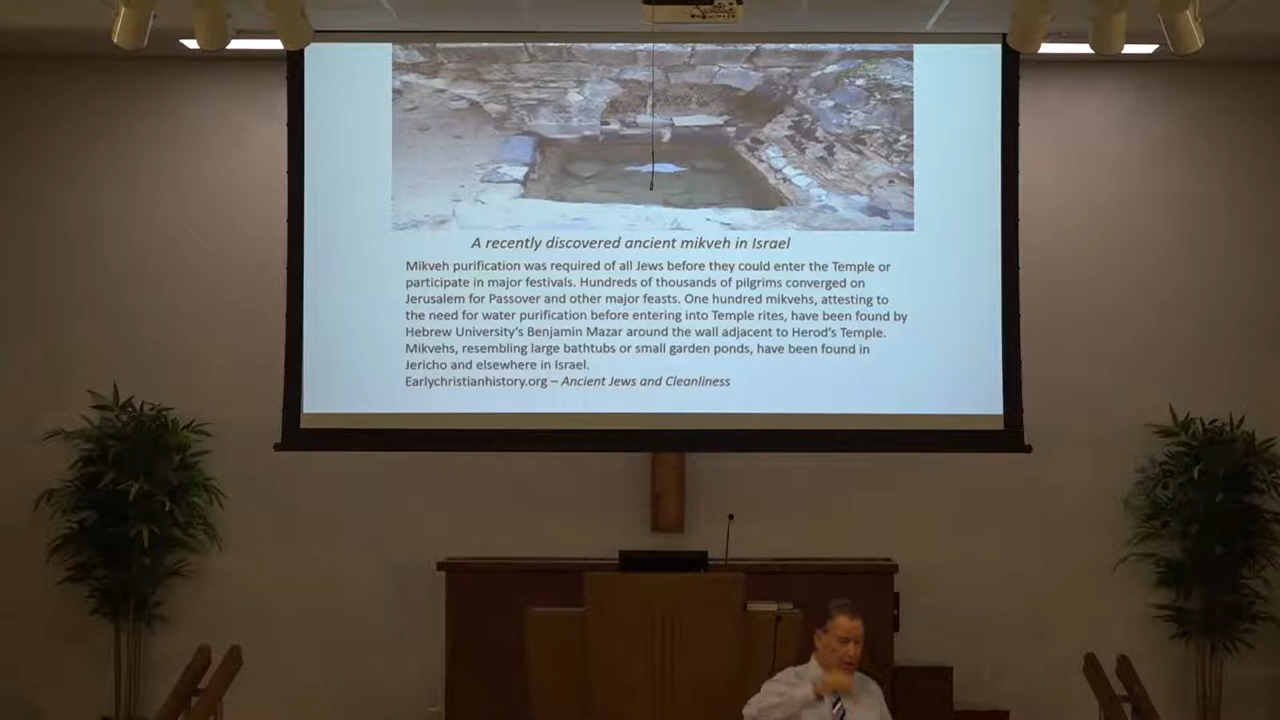 A recently discovered ancient mikveh in Israel
Mikveh purification was required of all Jews before they could enter the Temple or
participate in major festivals. Hundreds of thousands of pilgrims converged on
Jerusalem for Passover and other major feasts. One hundred mikvehs, attesting to
the need for water purification before entering into Temple rites, have been found by
Hebrew University's Benjamin Mazar around the wall adjacent to Herod's Temple.
Mikvehs, resembling large bathtubs or small garden ponds, have been found in
Jericho and elsewhere in Israel.
Earlychristianhistory.org – Ancient Jews and Cleanliness